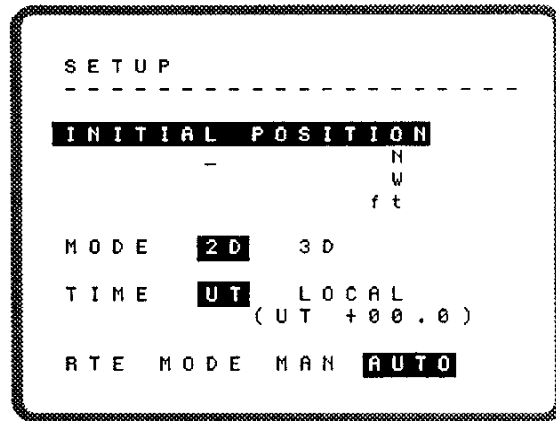 SETUP
INITIAL POSITION
N
W
ft
MODE 2D 3D
TIME UT LOCAL
(UT +00.0)
RTE MODE MAN AUTO